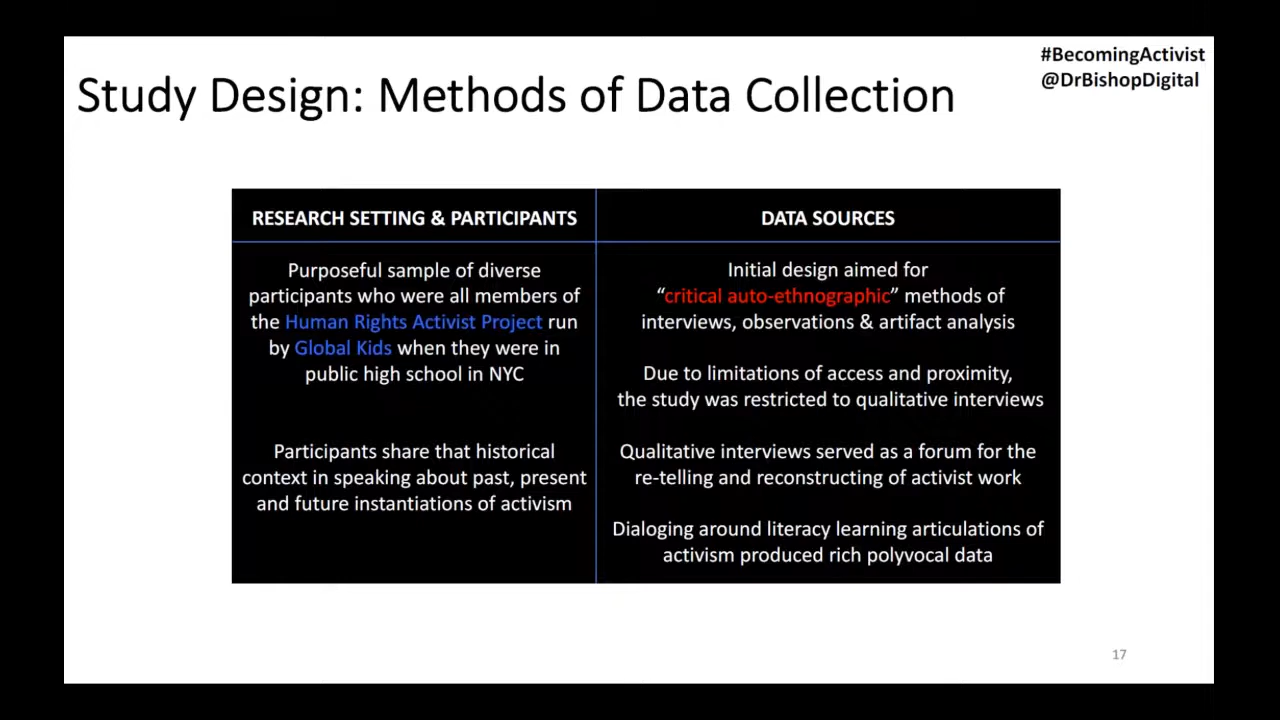 #BecomingActivist
@DrBishopDigital
Study Design: Methods of Data Collection
RESEARCH SETTING & PARTICIPANTS
Purposeful sample of diverse
participants who were all members of
the Human Rights Activist Project run
by Global Kids when they were in
public high school in NYC
Participants share that historical
context in speaking about past, present
and future instantiations of activism
DATA SOURCES
Initial design aimed for
“critical auto-ethnographic” methods of
interviews, observations & artifact analysis
Due to limitations of access and proximity,
the study was restricted to qualitative interviews
Qualitative interviews served as a forum for the
re-telling and reconstructing of activist work
Dialoging around literacy learning articulations of
activism produced rich polyvocal data
17